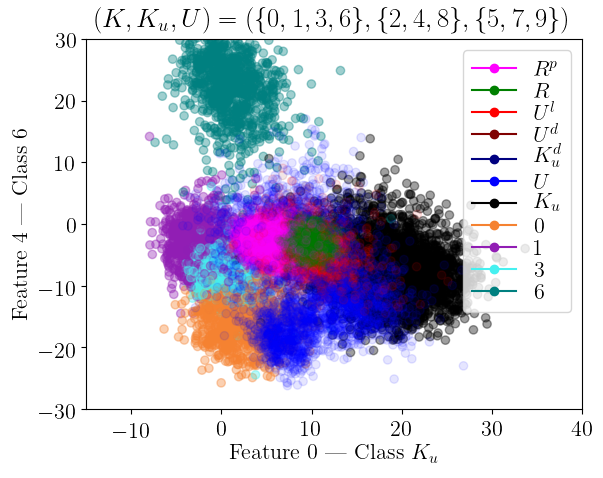 (K, K_u, U) = ({0, 1, 3, 6}, {2, 4, 8}, {5, 7, 9})
30
20
10
0
−10
−20
−30
Feature 4 — Class 6
R^p
R
U^l
U^d
K_u^d
U
K_u
0
1
3
6
−10 0 10 20 30 40
Feature 0 — Class K_u